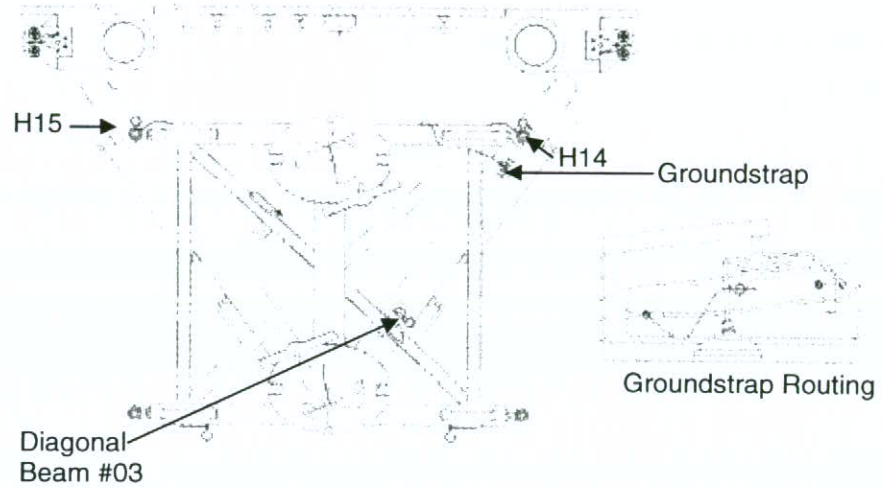 H15
H14
Groundstrap
Groundstrap Routing
Diagonal
Beam #03